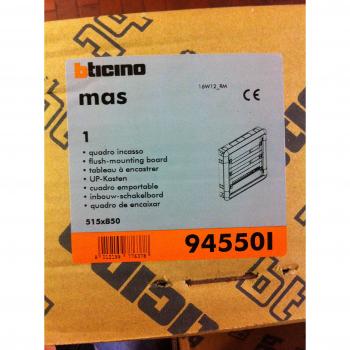 bticino
mas
16W12_RM
CE
1
• quadro incasso
• flush-mounting board
• tableau à encastrer
• UP-Kasten
• cuadro emportable
• inbouw-schakelbord
• quadro de encaixar
515x850
94550I